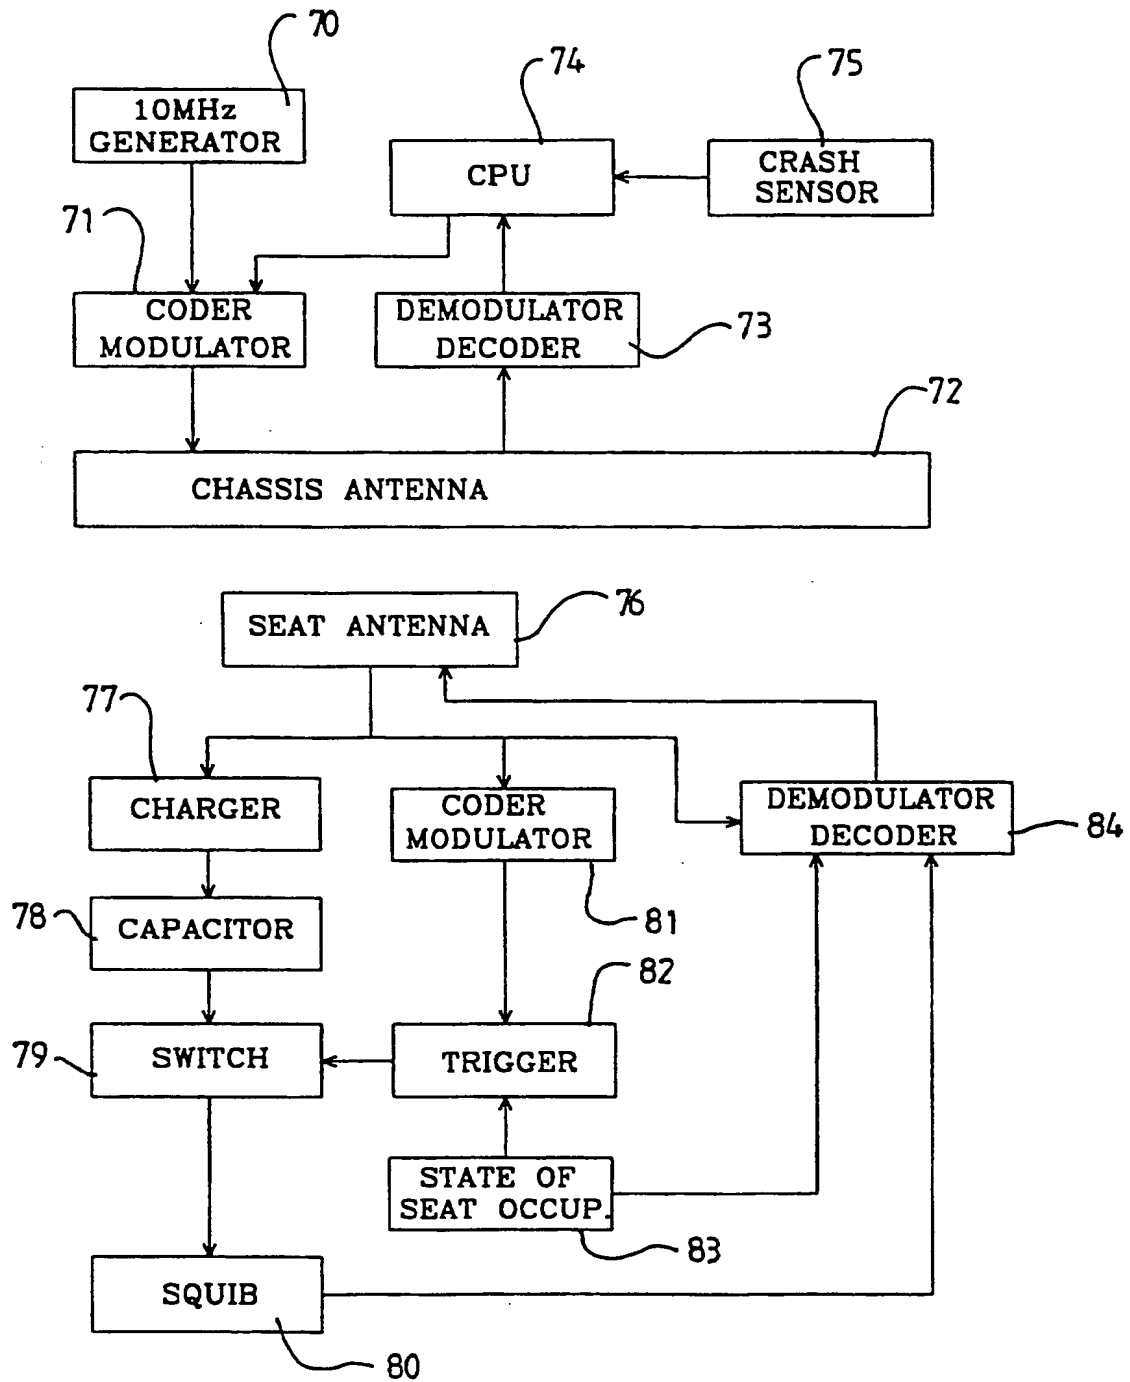 70
10MHz
GENERATOR
74
75
CPU
CRASH
SENSOR
71
CODER
MODULATOR
DEMODULATOR
DECODER
73
72
CHASSIS ANTENNA
SEAT ANTENNA
76
77
CHARGER
CODER
MODULATOR
DEMODULATOR
DECODER
84
78
CAPACITOR
81
82
79
SWITCH
TRIGGER
STATE OF
SEAT OCCUP.
83
SQUIB
80